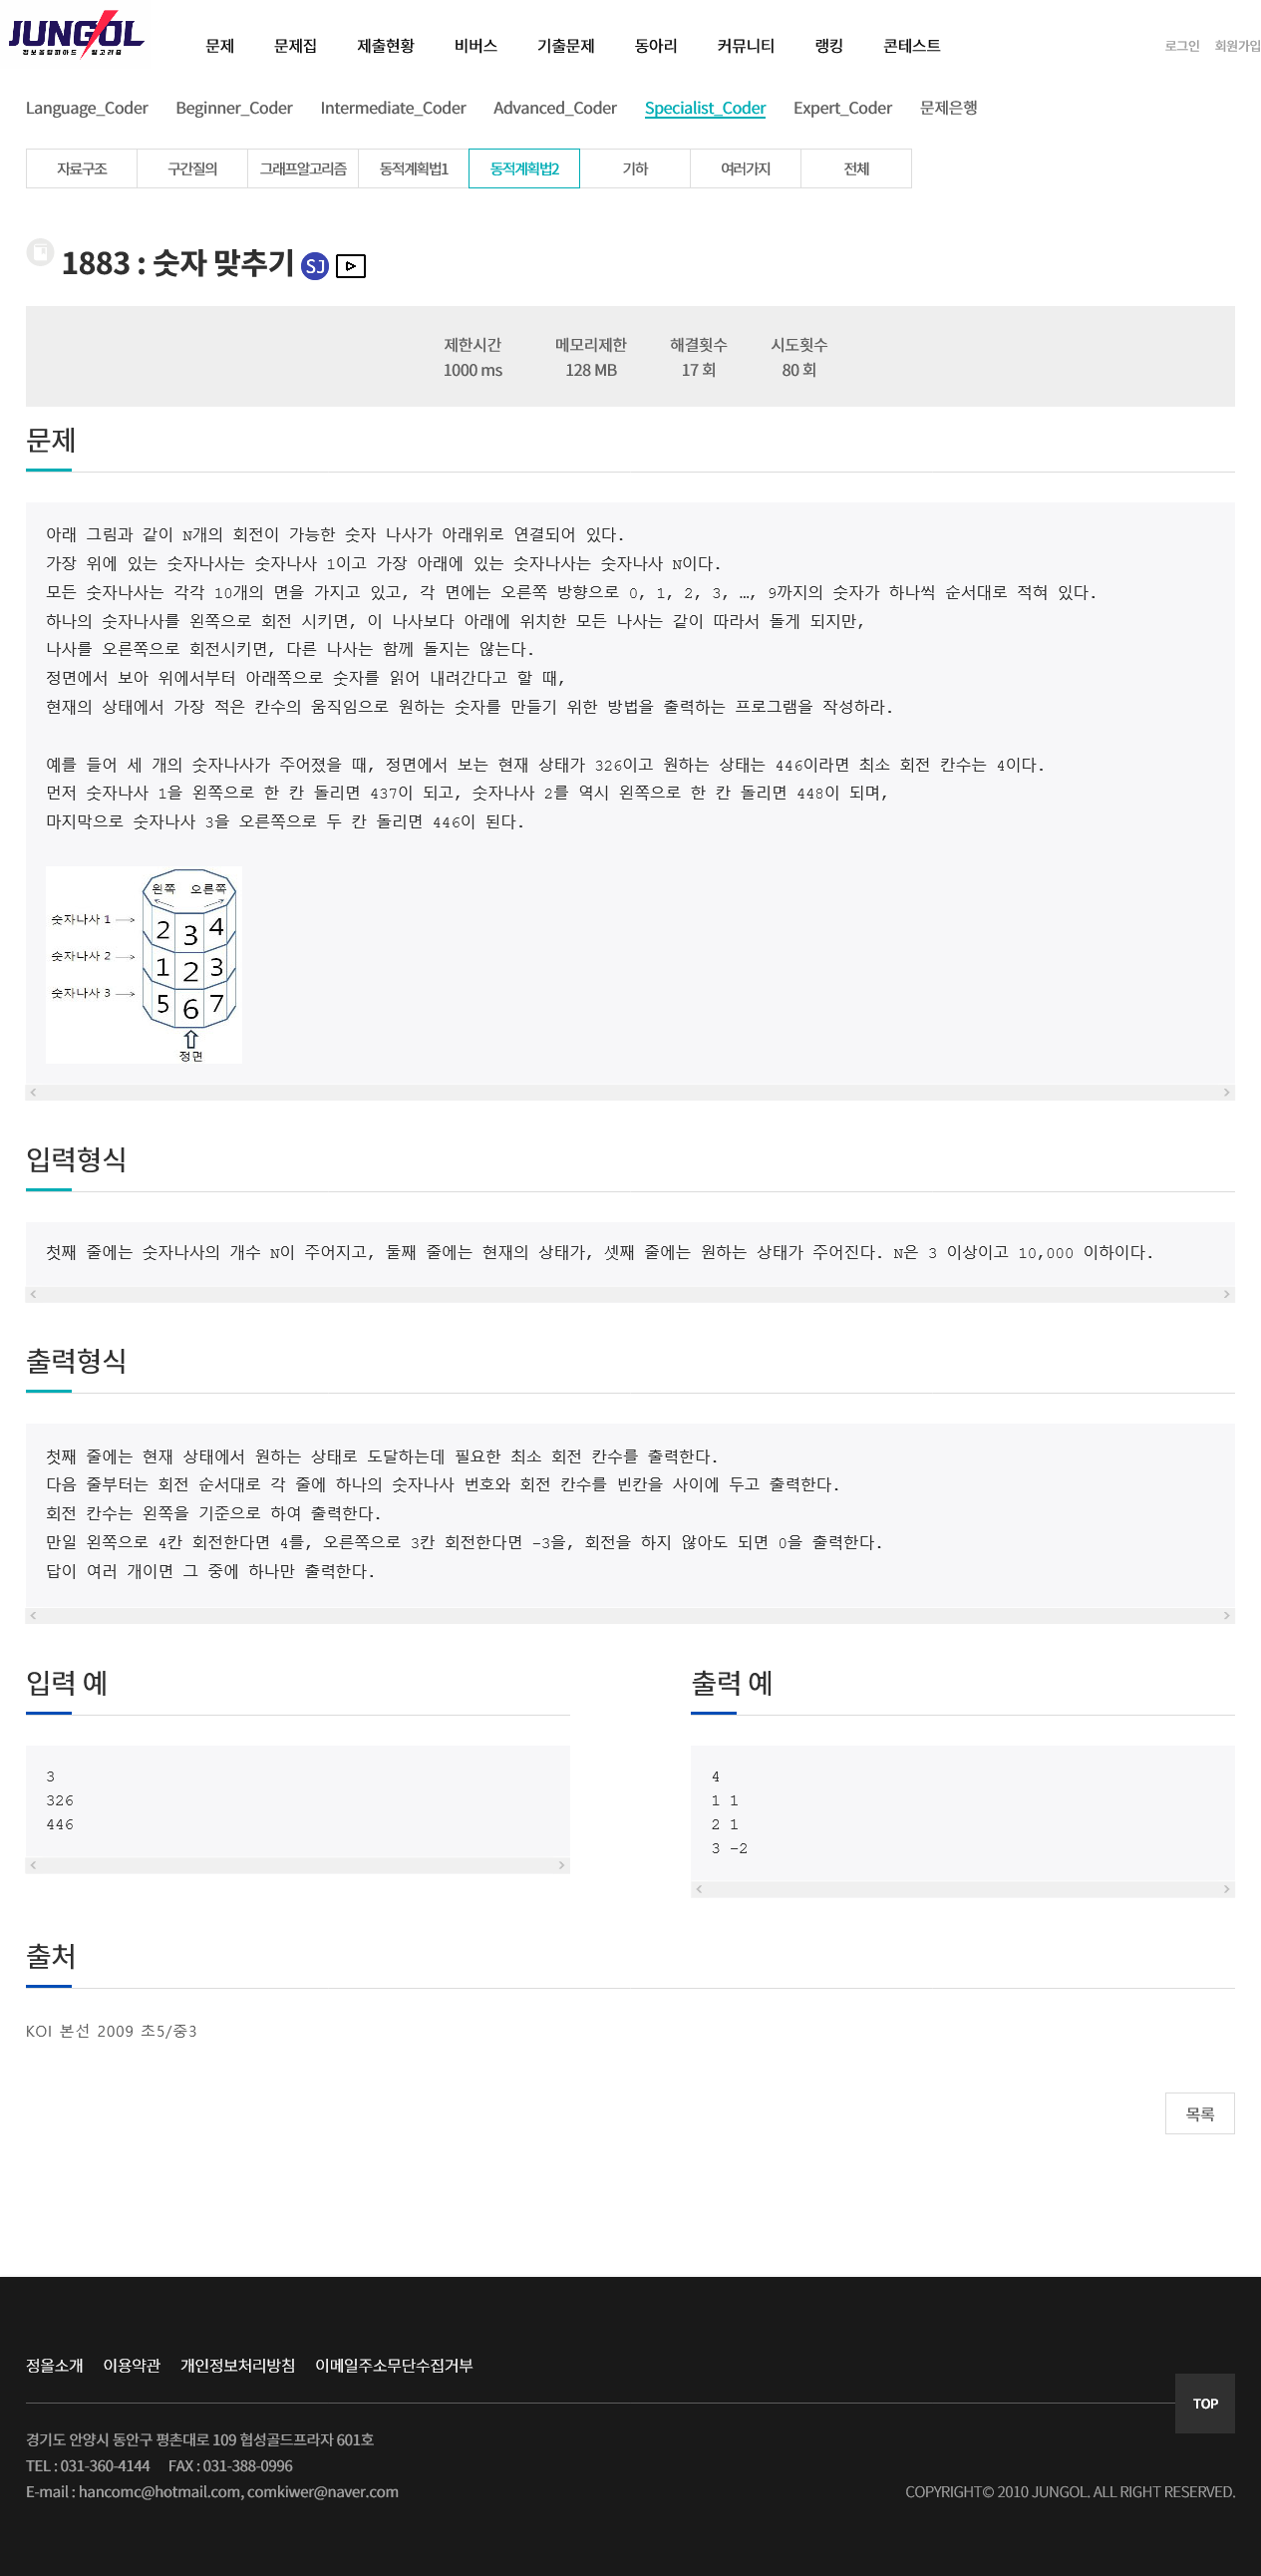 JUNGOL
정보올림피아드 알고리즘
문제 문제집 제출현황 비버스 기출문제 동아리 커뮤니티 랭킹 콘테스트
로그인 회원가입
Language_Coder Beginner_Coder Intermediate_Coder Advanced_Coder Specialist_Coder Expert_Coder 문제은행
자료구조 구간질의 그래프알고리즘 동적계획법1 동적계획법2 기하 여러가지 전체
1883 : 숫자 맞추기 SJ
제한시간 메모리제한 해결횟수 시도횟수
1000 ms 128 MB 17 회 80 회
문제
아래 그림과 같이 N개의 회전이 가능한 숫자 나사가 아래위로 연결되어 있다.
가장 위에 있는 숫자나사는 숫자나사 1이고 가장 아래에 있는 숫자나사는 숫자나사 N이다.
모든 숫자나사는 각각 10개의 면을 가지고 있고, 각 면에는 오른쪽 방향으로 0, 1, 2, 3, …, 9까지의 숫자가 하나씩 순서대로 적혀 있다.
하나의 숫자나사를 왼쪽으로 회전 시키면, 이 나사보다 아래에 위치한 모든 나사는 같이 따라서 돌게 되지만,
나사를 오른쪽으로 회전시키면, 다른 나사는 함께 돌지는 않는다.
정면에서 보아 위에서부터 아래쪽으로 숫자를 읽어 내려간다고 할 때,
현재의 상태에서 가장 적은 칸수의 움직임으로 원하는 숫자를 만들기 위한 방법을 출력하는 프로그램을 작성하라.
예를 들어 세 개의 숫자나사가 주어졌을 때, 정면에서 보는 현재 상태가 326이고 원하는 상태는 446이라면 최소 회전 칸수는 4이다.
먼저 숫자나사 1을 왼쪽으로 한 칸 돌리면 437이 되고, 숫자나사 2를 역시 왼쪽으로 한 칸 돌리면 448이 되며,
마지막으로 숫자나사 3을 오른쪽으로 두 칸 돌리면 446이 된다.
왼쪽 오른쪽
숫자나사 1 2 3 4
숫자나사 2 1 2 3
숫자나사 3 5 6 7
정면
입력형식
첫째 줄에는 숫자나사의 개수 N이 주어지고, 둘째 줄에는 현재의 상태가, 셋째 줄에는 원하는 상태가 주어진다. N은 3 이상이고 10,000 이하이다.
출력형식
첫째 줄에는 현재 상태에서 원하는 상태로 도달하는데 필요한 최소 회전 칸수를 출력한다.
다음 줄부터는 회전 순서대로 각 줄에 하나의 숫자나사 번호와 회전 칸수를 빈칸을 사이에 두고 출력한다.
회전 칸수는 왼쪽을 기준으로 하여 출력한다.
만일 왼쪽으로 4칸 회전한다면 4를, 오른쪽으로 3칸 회전한다면 -3을, 회전을 하지 않아도 되면 0을 출력한다.
답이 여러 개이면 그 중에 하나만 출력한다.
입력 예
3
326
446
출력 예
4
1 1
2 1
3 -2
출처
KOI 본선 2009 초5/중3
목록
정올소개 이용약관 개인정보처리방침 이메일주소무단수집거부
TOP
경기도 안양시 동안구 평촌대로 109 협성골드프라자 601호
TEL : 031-360-4144 FAX : 031-388-0996
E-mail : hancomc@hotmail.com, comkiwer@naver.com
COPYRIGHT© 2010 JUNGOL. ALL RIGHT RESERVED.